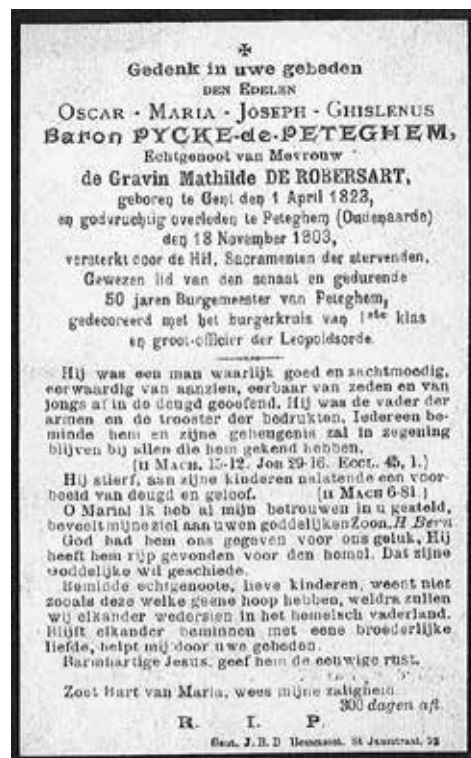 Gedenk in uwe gebeden
DEN EDELEN
OSCAR - MARIA - JOSEPH - GHISLENUS
Baron PYCKE-de-PETEGHEM,
Echtgenoot van Mevrouw
de Gravin Mathilde DE ROBERSART,
geboren te Gent den 1 April 1823,
en godvruchtig overleden te Peteghem (Oudenaarde)
den 18 November 1903,
versterkt door de HH. Sacramenten der stervenden.
Gewezen lid van den senaat en gedurende
50 jaren Burgemeester van Peteghem,
gedecoreerd met het burgerkruis van 1ste klas
en groot-officier der Leopoldsorde.
Hij was een man waarlijk goed en zachtmoedig,
eerwaardig van aanzien, eerbaar van zeden en van
jongs af in de deugd geoefend. Hij was de vader der
armen en de trooster der bedrukten. Iedereen be-
minde hem en zijne geheugenis zal in zegening
blijven bij allen die hem gekend hebben.
(II MACH. 15-12. JOB 29-16. ECCL. 45, 1.)
Hij stierf, aan zijne kinderen nalatende een voor-
beeld van deugd en geloof. (II MACH 6-31.)
O Maria! ik heb al mijn betrouwen in u gesteld,
beveelt mijne ziel aan uwen goddelijken Zoon. H Bern
God had hem ons gegeven voor ons geluk, Hij
heeft hem rijp gevonden voor den hemel. Dat zijne
goddelijke wil geschiede.
Beminde echtgenoote, lieve kinderen, weent niet
zooals deze welke geene hoop hebben, weldra zullen
wij elkander wederzien in het hemelsch vaderland.
Blijft elkander beminnen met eene broederlijke
liefde, helpt mij door uwe gebeden.
Barmhartige Jesus, geef hem de eeuwige rust.
Zoet Hart van Maria, wees mijne zaligheid.
300 dagen afl.
R. I. P.
Gent, J. B. D St Jansstraat,